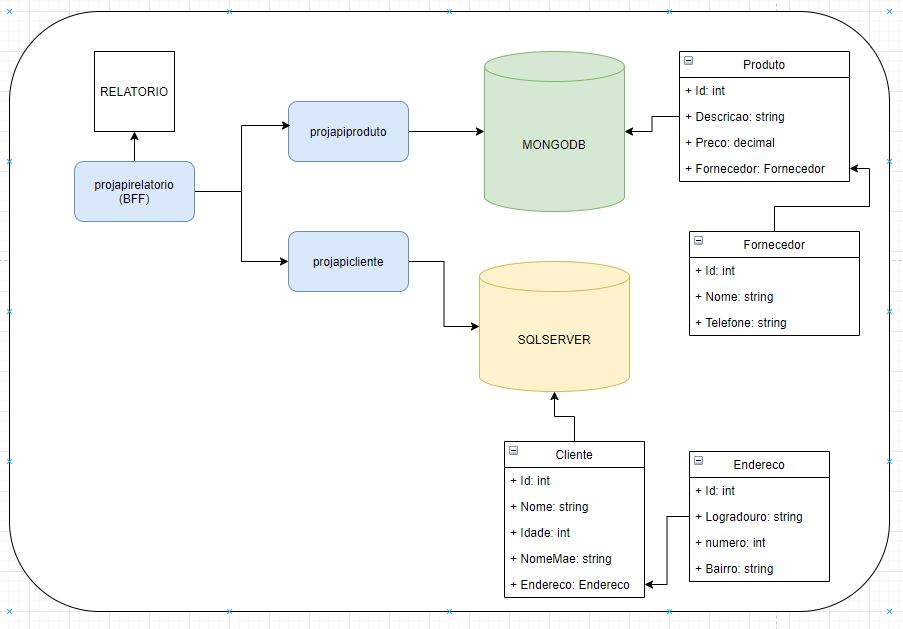 RELATORIO
projapirelatorio
(BFF)
projapiproduto
projapicliente
MONGODB
SQLSERVER
Produto
+ Id: int
+ Descricao: string
+ Preco: decimal
+ Fornecedor: Fornecedor
Fornecedor
+ Id: int
+ Nome: string
+ Telefone: string
Cliente
+ Id: int
+ Nome: string
+ Idade: int
+ NomeMae: string
+ Endereco: Endereco
Endereco
+ Id: int
+ Logradouro: string
+ numero: int
+ Bairro: string